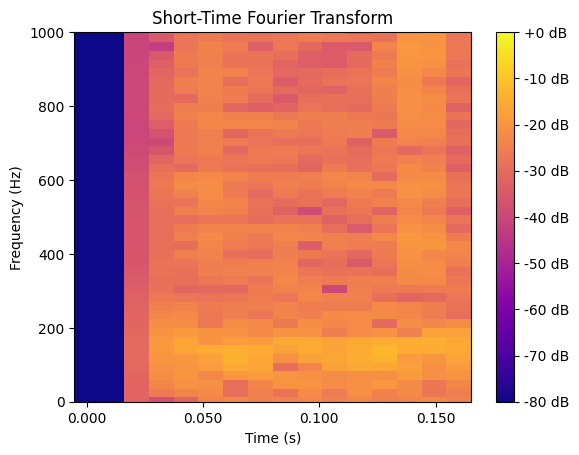 Short-Time Fourier Transform
1000
800
600
400
200
0
Frequency (Hz)
0.000
0.050
0.100
0.150
Time (s)
+0 dB
-10 dB
-20 dB
-30 dB
-40 dB
-50 dB
-60 dB
-70 dB
-80 dB